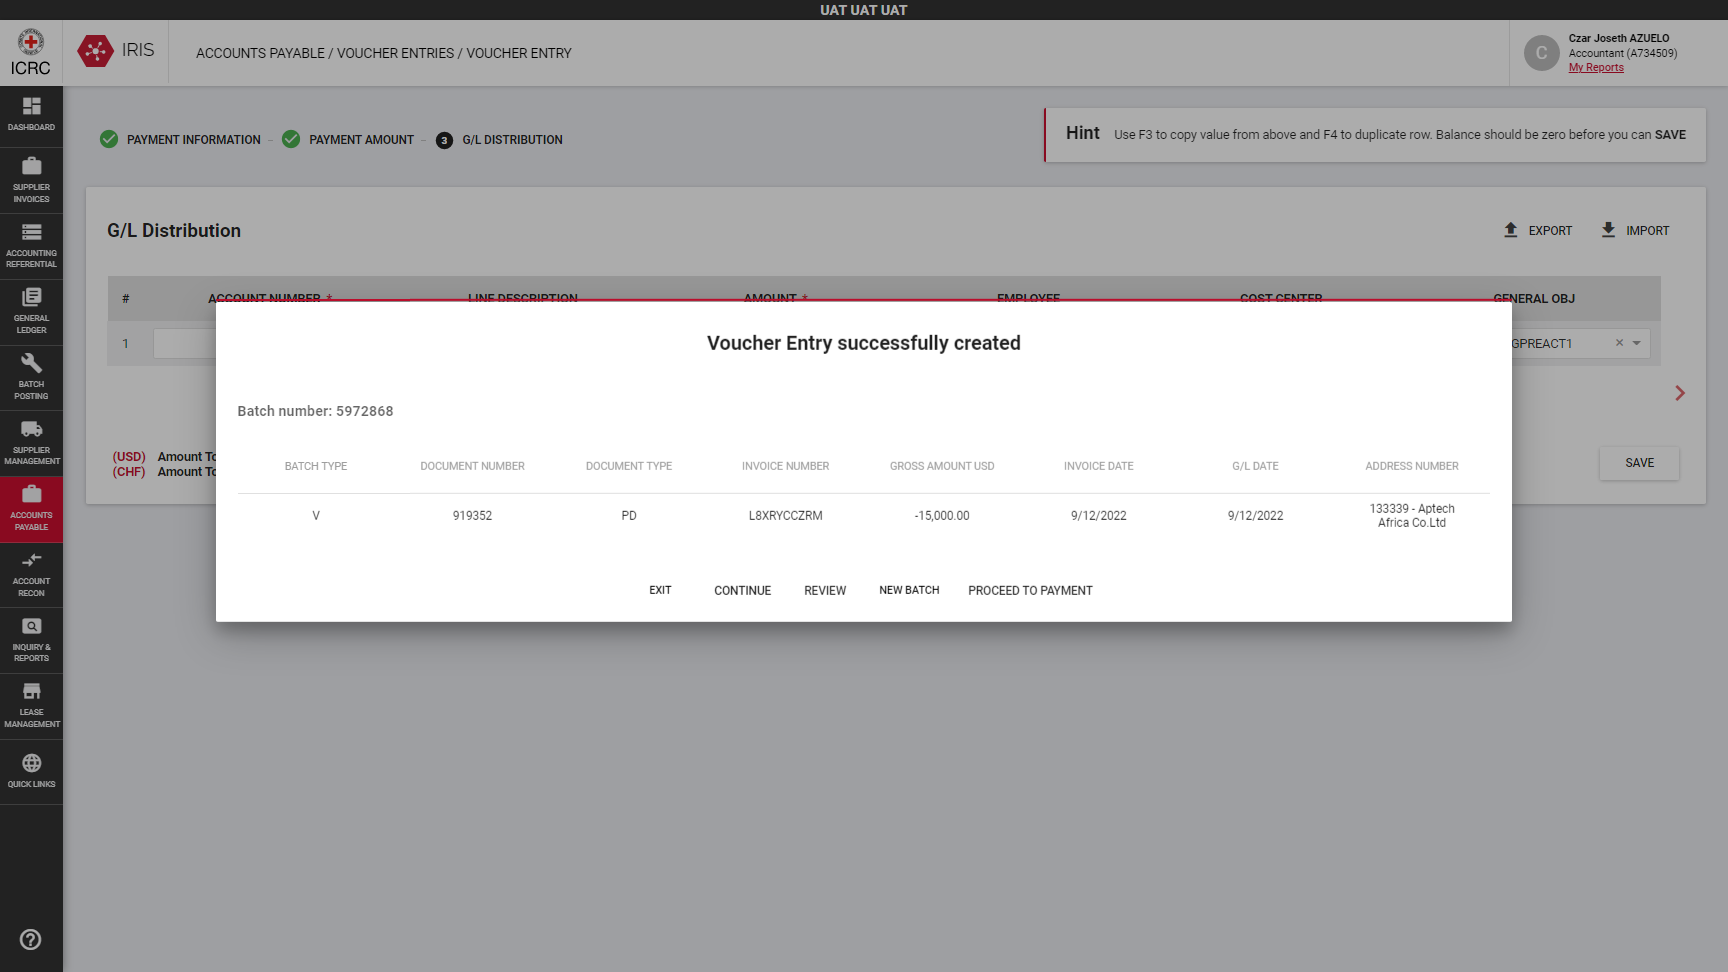 UAT UAT UAT
ICRC
IRIS
ACCOUNTS PAYABLE / VOUCHER ENTRIES / VOUCHER ENTRY
C
Czar Joseth AZUELO
Accountant (A734509)
My Reports
DASHBOARD
SUPPLIER
INVOICES
ACCOUNTING
REFERENTIAL
GENERAL
LEDGER
BATCH
POSTING
SUPPLIER
MANAGEMENT
ACCOUNTS
PAYABLE
ACCOUNT
RECON
INQUIRY &
REPORTS
LEASE
MANAGEMENT
QUICK LINKS
PAYMENT INFORMATION
PAYMENT AMOUNT
3 G/L DISTRIBUTION
Hint Use F3 to copy value from above and F4 to duplicate row. Balance should be zero before you can SAVE
G/L Distribution
EXPORT
IMPORT
# ACCOUNT NUMBER * LINE DESCRIPTION AMOUNT * EMPLOYEE COST CENTER GENERAL OBJ
1 GPREACT1
(USD) Amount To
(CHF) Amount To
SAVE
Voucher Entry successfully created
Batch number: 5972868
BATCH TYPE DOCUMENT NUMBER DOCUMENT TYPE INVOICE NUMBER GROSS AMOUNT USD INVOICE DATE G/L DATE ADDRESS NUMBER
V 919352 PD L8XRYCCZRM -15,000.00 9/12/2022 9/12/2022 133339 - Aptech
Africa Co.Ltd
EXIT CONTINUE REVIEW NEW BATCH PROCEED TO PAYMENT